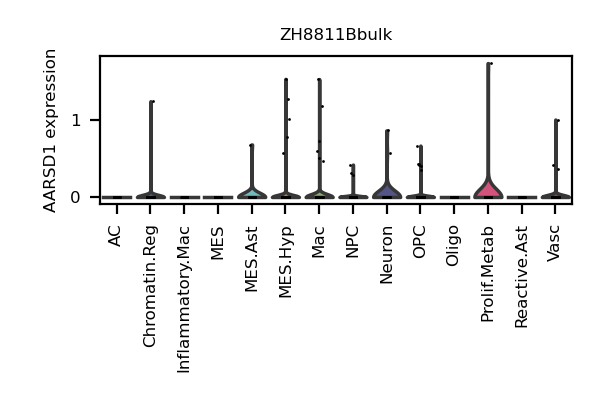 ZH8811Bbulk
AARSD1 expression
1
0
AC
Chromatin.Reg
Inflammatory.Mac
MES
MES.Ast
MES.Hyp
Mac
NPC
Neuron
OPC
Oligo
Prolif.Metab
Reactive.Ast
Vasc